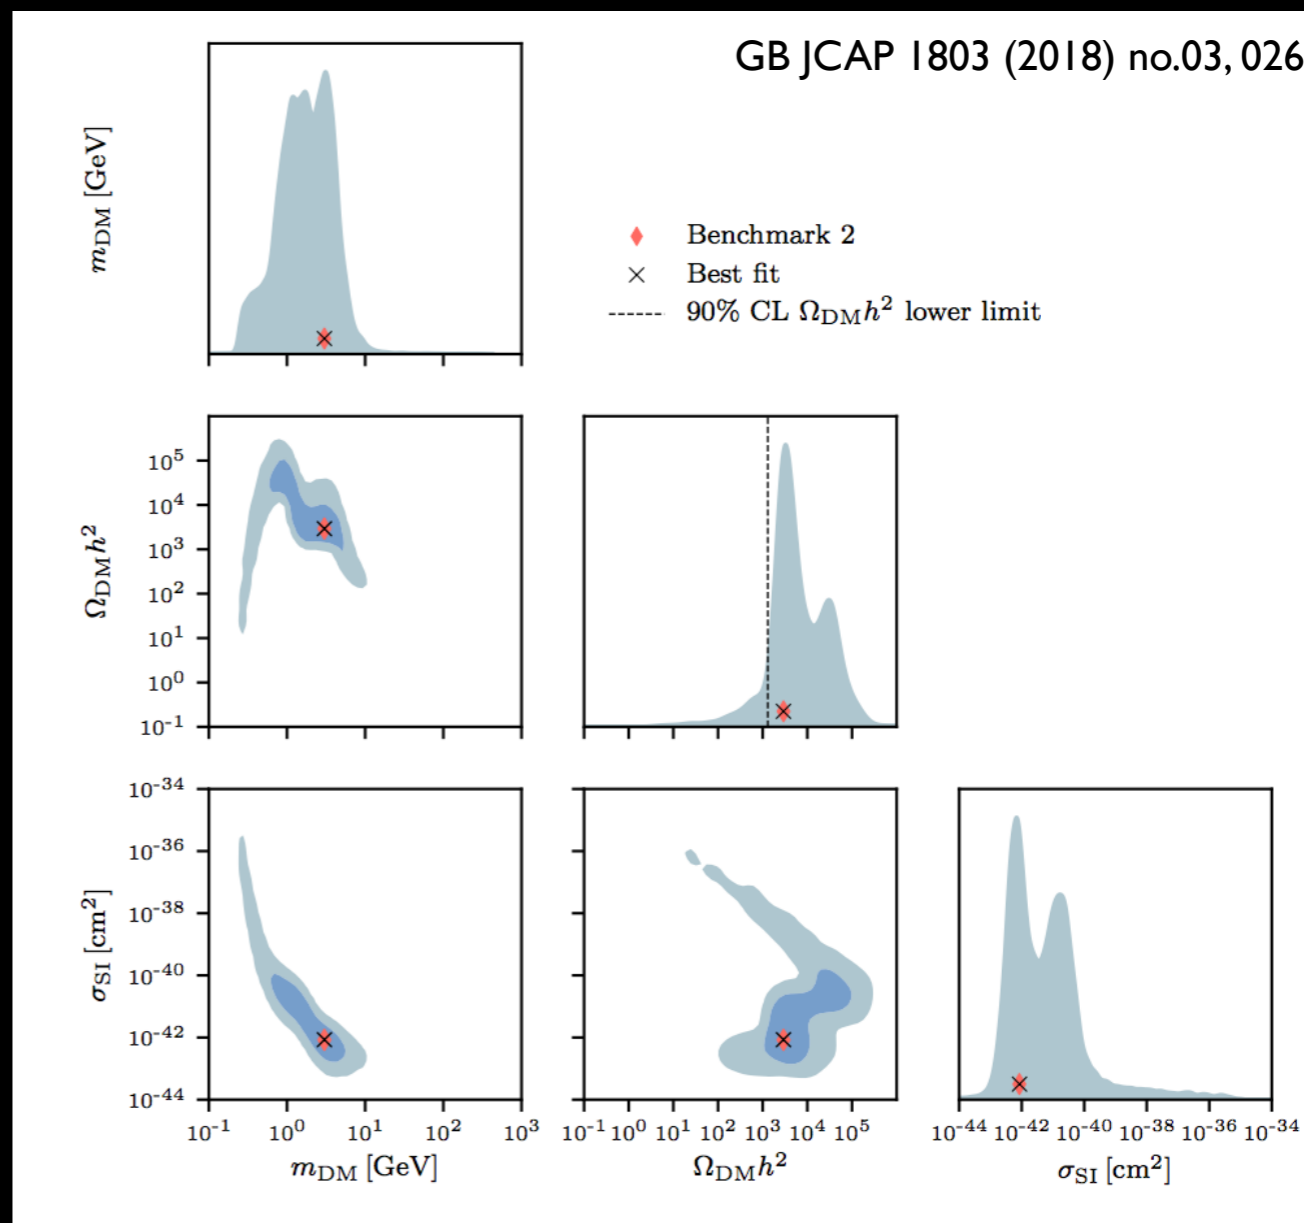 GB JCAP 1803 (2018) no.03, 026
m_DM [GeV]
Benchmark 2
Best fit
90% CL Ω_DM h² lower limit
Ω_DM h²
10⁵
10⁴
10³
10²
10¹
10⁰
10⁻¹
σ_SI [cm²]
10⁻³⁴
10⁻³⁶
10⁻³⁸
10⁻⁴⁰
10⁻⁴²
10⁻⁴⁴
10⁻¹ 10⁰ 10¹ 10² 10³
10⁻¹ 10⁰ 10¹ 10² 10³ 10⁴ 10⁵
10⁻⁴⁴ 10⁻⁴² 10⁻⁴⁰ 10⁻³⁸ 10⁻³⁶ 10⁻³⁴
m_DM [GeV]
Ω_DM h²
σ_SI [cm²]